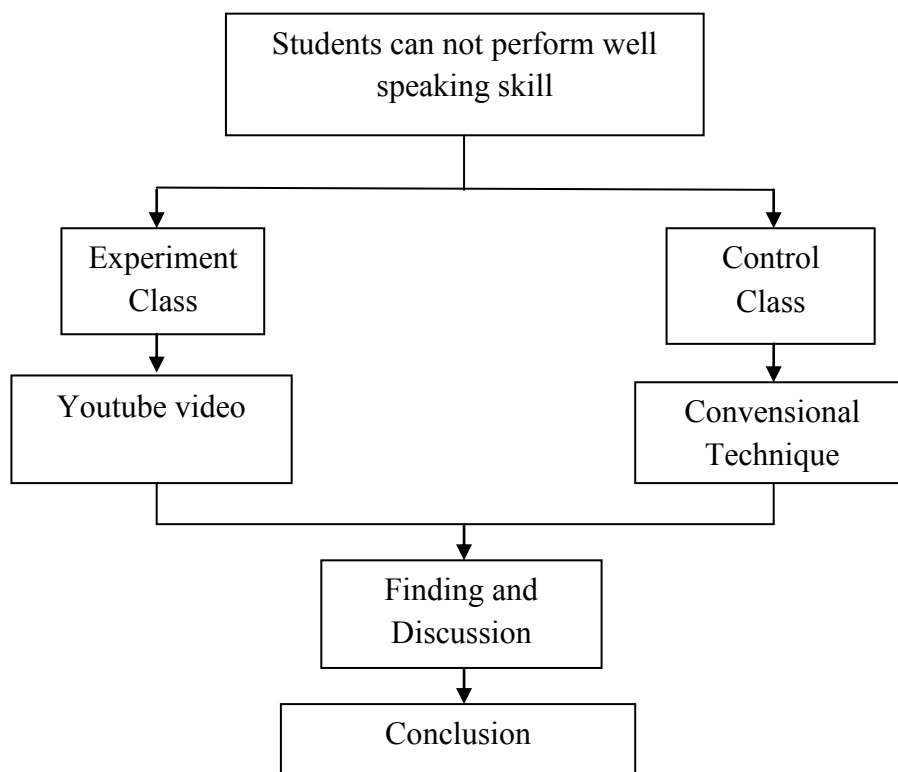 Students can not perform well
speaking skill
Experiment
Class
Control
Class
Youtube video
Convensional
Technique
Finding and
Discussion
Conclusion